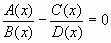 A(x)/B(x) − C(x)/D(x) = 0